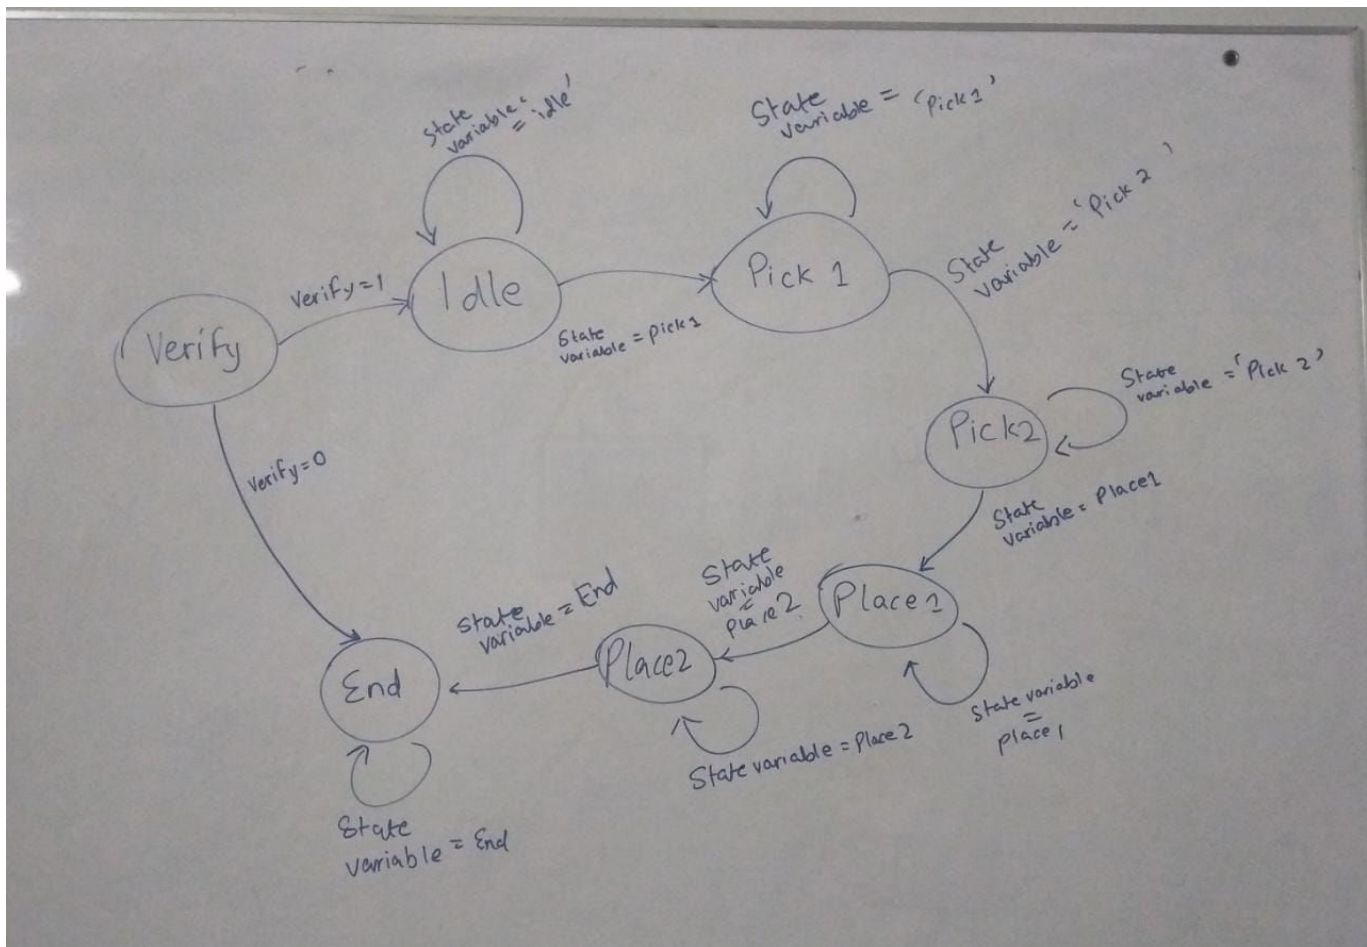 State
variable'
= idle'
State
variable = 'Pick1'
State
variable = 'Pick 2'
Verify=1
Idle
Pick 1
State
variable = pick1
Verify
State
variable = 'Pick 2'
Pick2
Verify=0
State
variable = Place1
State
variable
=
place2
Place1
State
variable = End
Place2
End
State variable
=
place1
State variable = Place2
State
variable = End